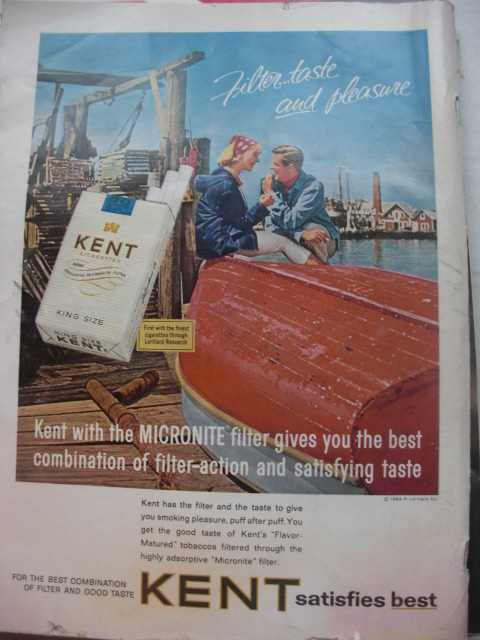 Filter...taste
and pleasure
KENT
CIGARETTES
KING SIZE
KING SIZE
KENT
First with the finest
cigarettes through
Lorillard Research
Kent with the MICRONITE filter gives you the best
combination of filter-action and satisfying taste
Kent has the filter and the taste to give
you smoking pleasure, puff after puff. You
get the good taste of Kent's "Flavor-
Matured" tobaccos filtered through the
highly adsorptive "Micronite" filter.
FOR THE BEST COMBINATION
OF FILTER AND GOOD TASTE
KENT satisfies best